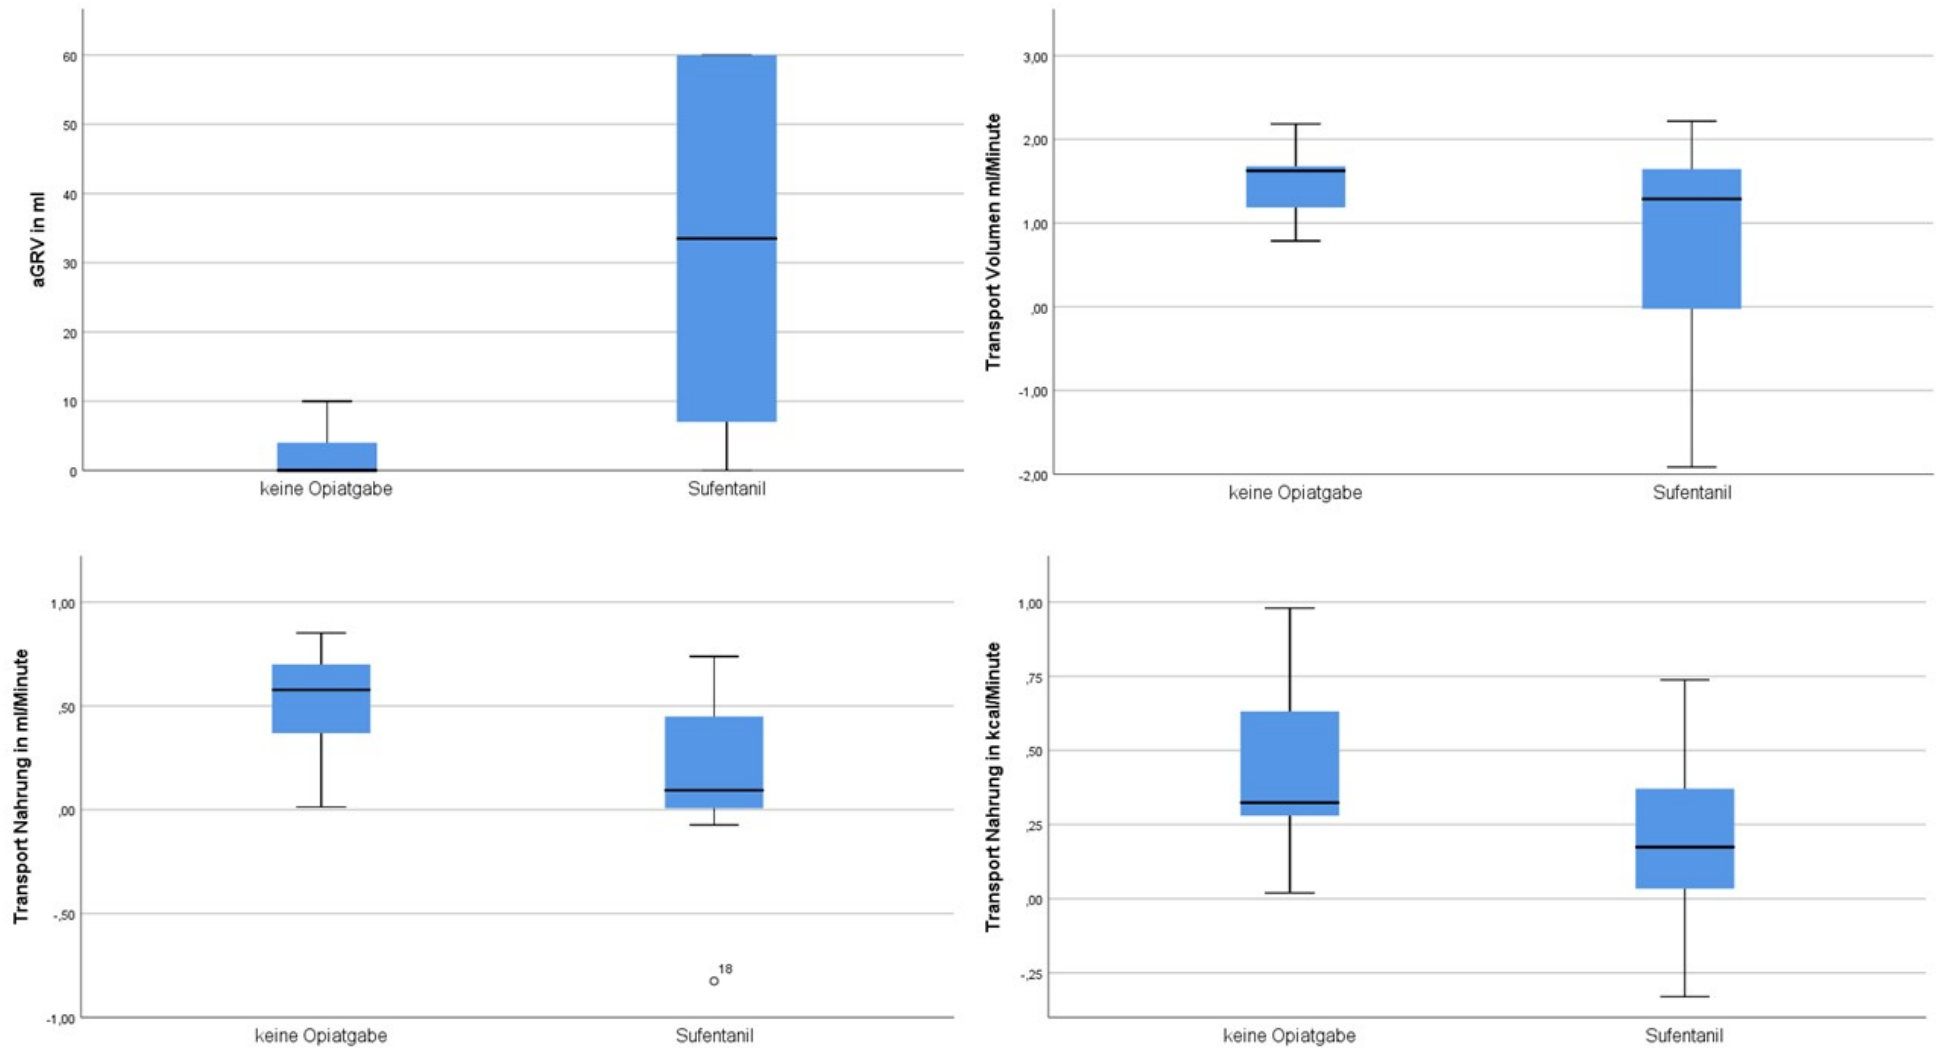 aGRV in ml
60
50
40
30
20
10
0
keine Opiatgabe
Sufentanil
Transport Volumen ml/Minute
3,00
2,00
1,00
,00
-1,00
-2,00
keine Opiatgabe
Sufentanil
Transport Nahrung in ml/Minute
1,00
,50
,00
-,50
-1,00
18
keine Opiatgabe
Sufentanil
Transport Nahrung in kcal/Minute
1,00
,75
,50
,25
,00
-,25
keine Opiatgabe
Sufentanil